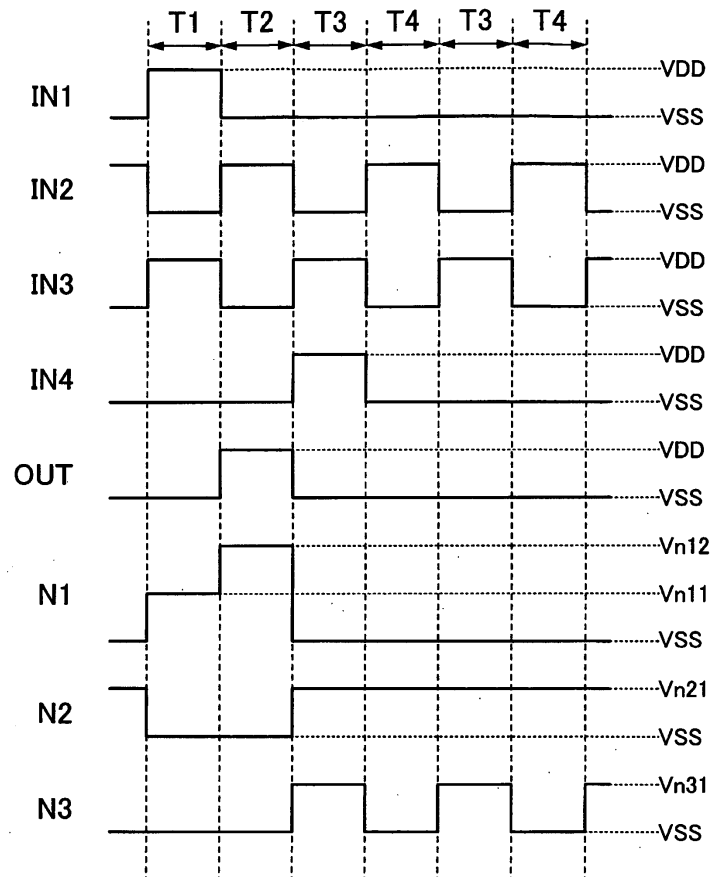 T1 T2 T3 T4 T3 T4
IN1 VDD
VSS
IN2 VDD
VSS
IN3 VDD
VSS
IN4 VDD
VSS
OUT VDD
VSS
Vn12
N1 Vn11
VSS
N2 Vn21
VSS
N3 Vn31
VSS